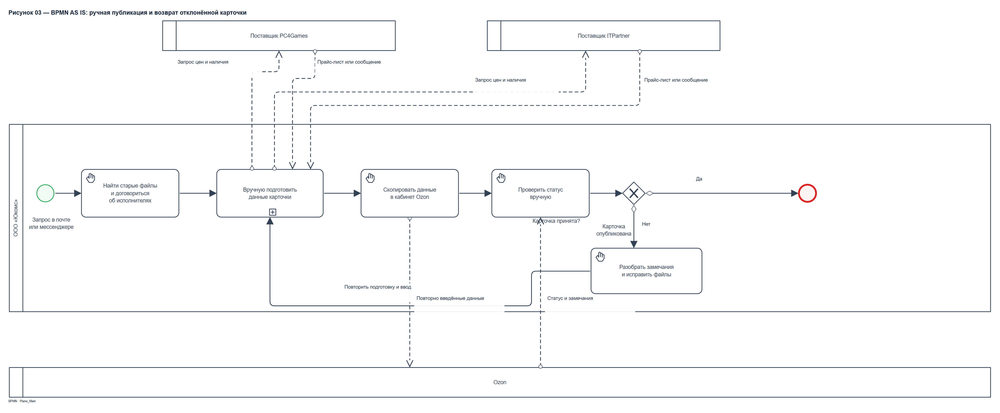 Рисунок 03 — BPMN AS IS: ручная публикация и возврат отклонённой карточки
Поставщик PC4Games
Поставщик ITPartner
Запрос цен и наличия
Прайс-лист или сообщение
Запрос цен и наличия
Прайс-лист или сообщение
ООО «Юкомс»
Запрос в почте
или мессенджере
Найти старые файлы
и договориться
об исполнителях
Вручную подготовить
данные карточки
Скопировать данные
в кабинет Ozon
Проверить статус
вручную
Карточка принята?
Да
Нет
Карточка
опубликована
Разобрать замечания
и исправить файлы
Повторить подготовку и ввод
Повторно введённые данные
Статус и замечания
Ozon
BPMN · Plane_Main